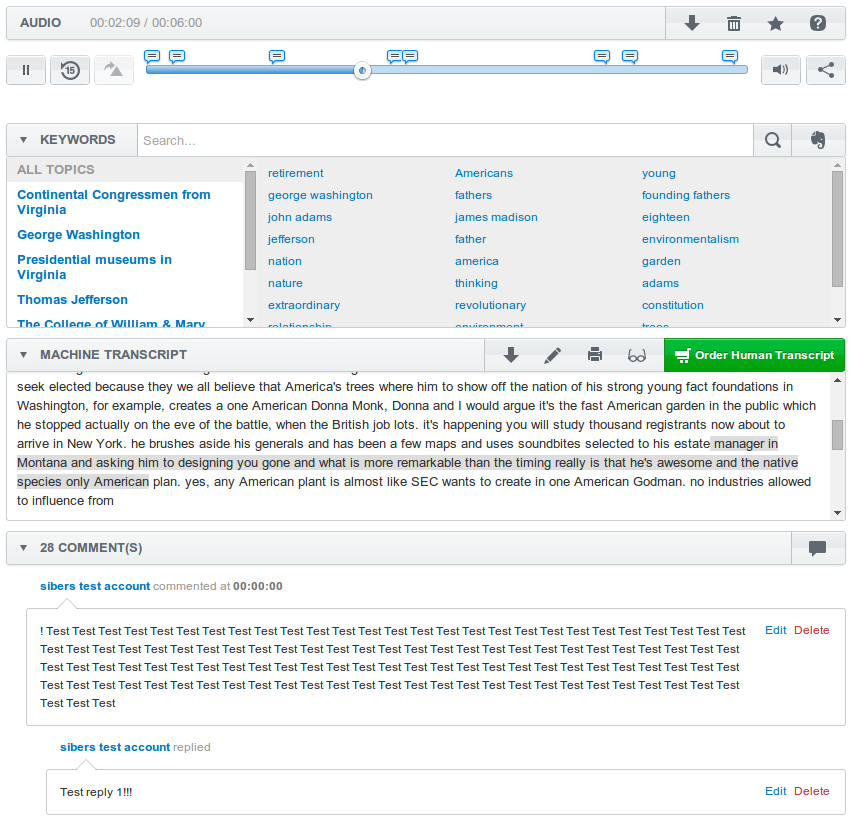 AUDIO 00:02:09 / 00:06:00
15
KEYWORDS Search...
ALL TOPICS
Continental Congressmen from
Virginia
George Washington
Presidential museums in
Virginia
Thomas Jefferson
The College of William & Mary
retirement Americans young
george washington fathers founding fathers
john adams james madison eighteen
jefferson father environmentalism
nation america garden
nature thinking adams
extraordinary revolutionary constitution
relationship environment trees
MACHINE TRANSCRIPT Order Human Transcript
seek elected because they we all believe that America's trees where him to show off the nation of his strong young fact foundations in
Washington, for example, creates a one American Donna Monk, Donna and I would argue it's the fast American garden in the public which
he stopped actually on the eve of the battle, when the British job lots. it's happening you will study thousand registrants now about to
arrive in New York. he brushes aside his generals and has been a few maps and uses soundbites selected to his estate manager in
Montana and asking him to designing you gone and what is more remarkable than the timing really is that he's awesome and the native
species only American plan. yes, any American plant is almost like SEC wants to create in one American Godman. no industries allowed
to influence from
28 COMMENT(S)
sibers test account commented at 00:00:00
! Test Test Test Test Test Test Test Test Test Test Test Test Test Test Test Test Test Test Test Test Test Test Test Test Test Test Test
Test Test Test Test Test Test Test Test Test Test Test Test Test Test Test Test Test Test Test Test Test Test Test Test Test Test Test
Test Test Test Test Test Test Test Test Test Test Test Test Test Test Test Test Test Test Test Test Test Test Test Test Test Test Test
Test Test Test Test Test Test Test Test Test Test Test Test Test Test Test Test Test Test Test Test Test Test Test Test Test Test Test
Test Test Test
Edit Delete
sibers test account replied
Test reply 1!!!
Edit Delete